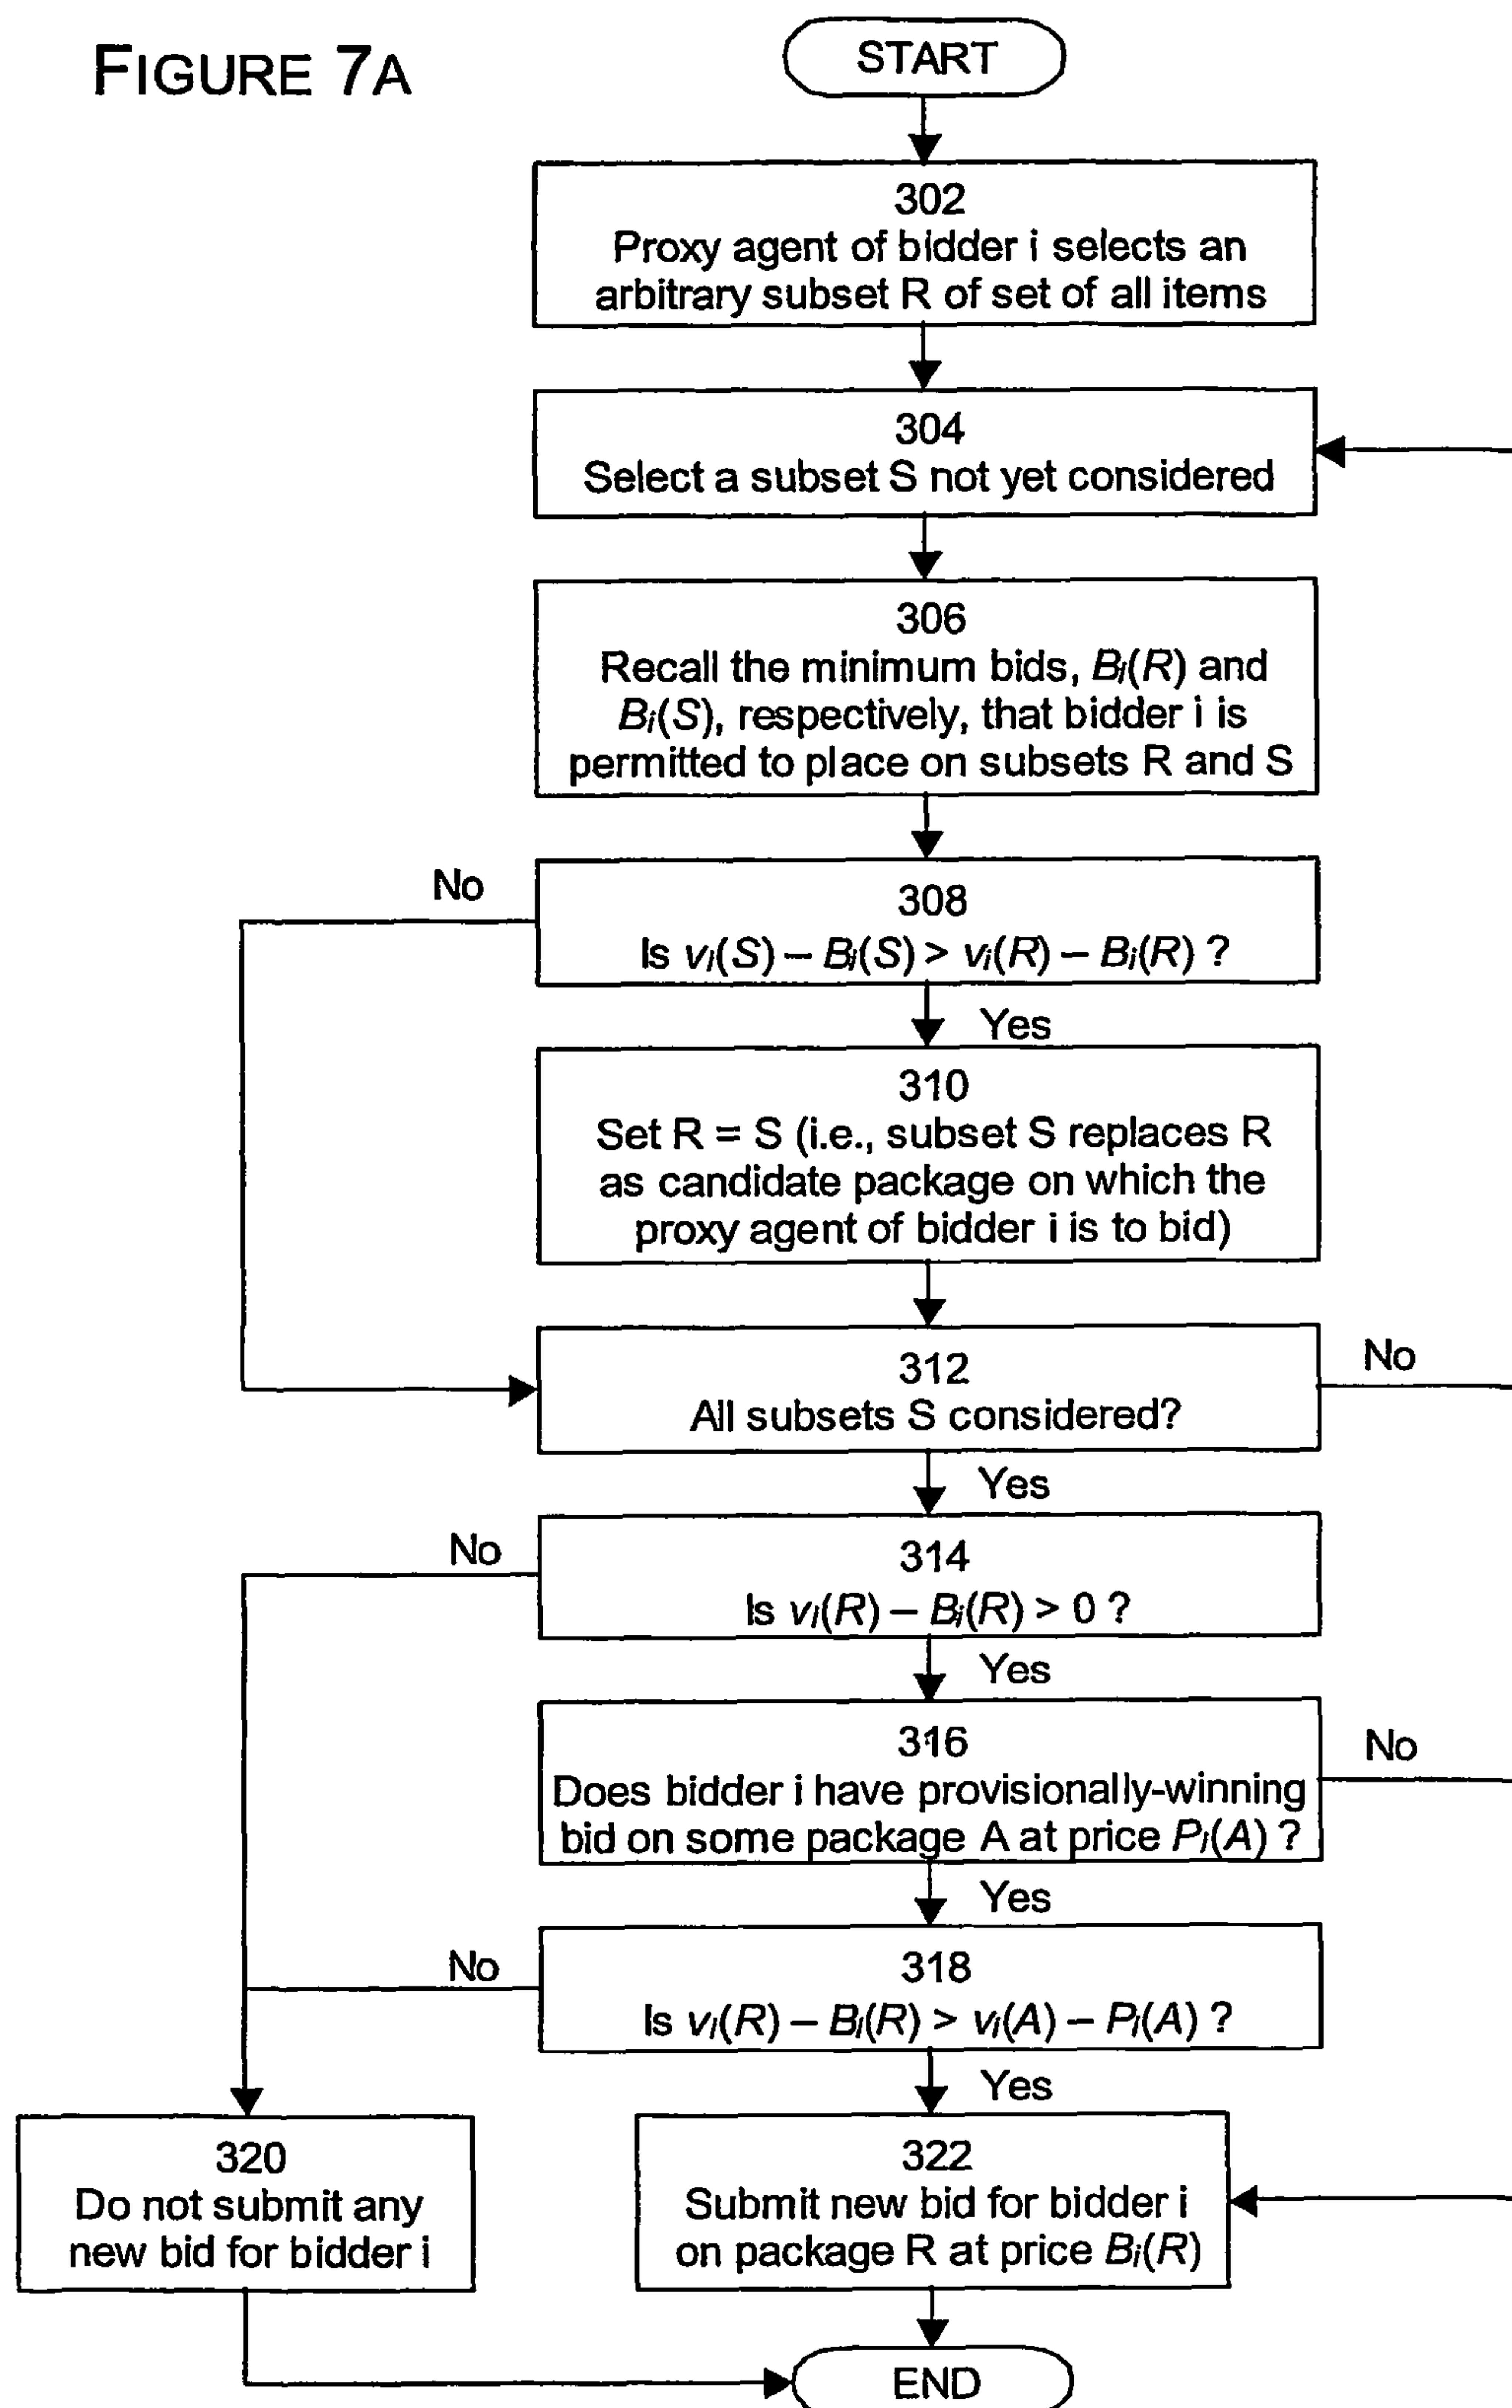 FIGURE 7A
START
302
Proxy agent of bidder i selects an
arbitrary subset R of set of all items
304
Select a subset S not yet considered
306
Recall the minimum bids, Bi(R) and
Bi(S), respectively, that bidder i is
permitted to place on subsets R and S
No
308
Is vi(S) – Bi(S) > vi(R) – Bi(R) ?
Yes
310
Set R = S (i.e., subset S replaces R
as candidate package on which the
proxy agent of bidder i is to bid)
312
All subsets S considered?
No
Yes
No
314
Is vi(R) – Bi(R) > 0 ?
Yes
316
Does bidder i have provisionally-winning
bid on some package A at price Pi(A) ?
No
Yes
No
318
Is vi(R) – Bi(R) > vi(A) – Pi(A) ?
Yes
320
Do not submit any
new bid for bidder i
322
Submit new bid for bidder i
on package R at price Bi(R)
END